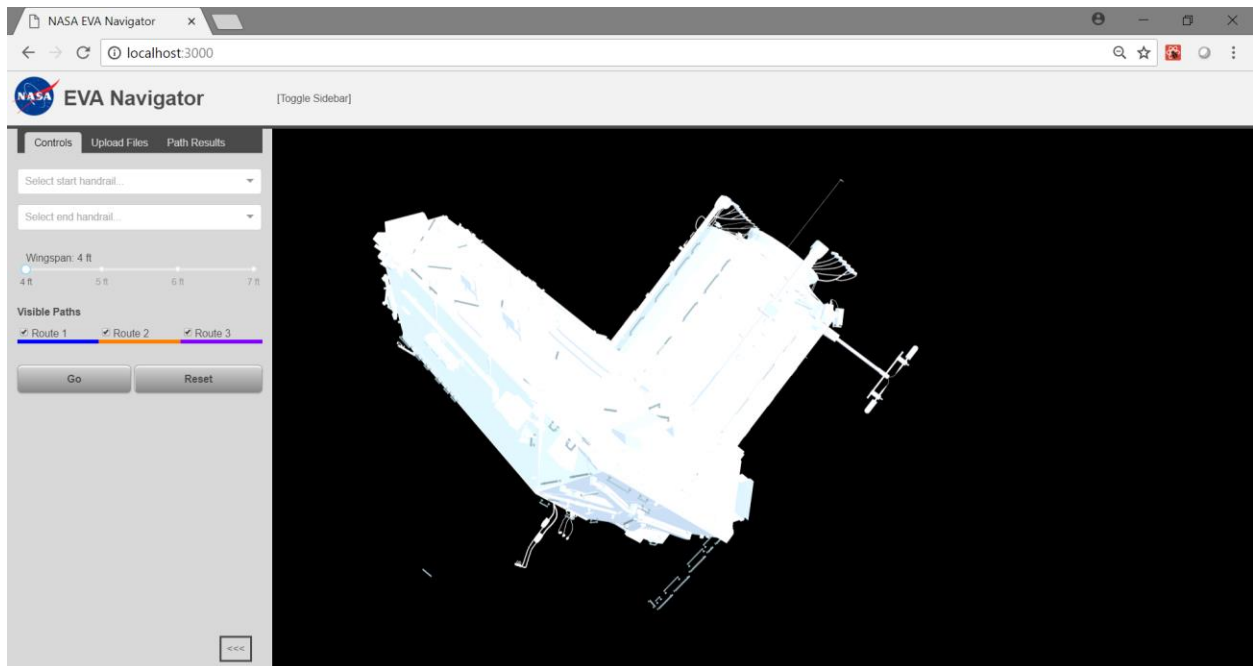 NASA EVA Navigator
localhost:3000
NASA
EVA Navigator
[Toggle Sidebar]
Controls Upload Files Path Results
Select start handrail...
Select end handrail...
Wingspan: 4 ft
4 ft 5 ft 6 ft 7 ft
Visible Paths
Route 1 Route 2 Route 3
Go Reset
<<<